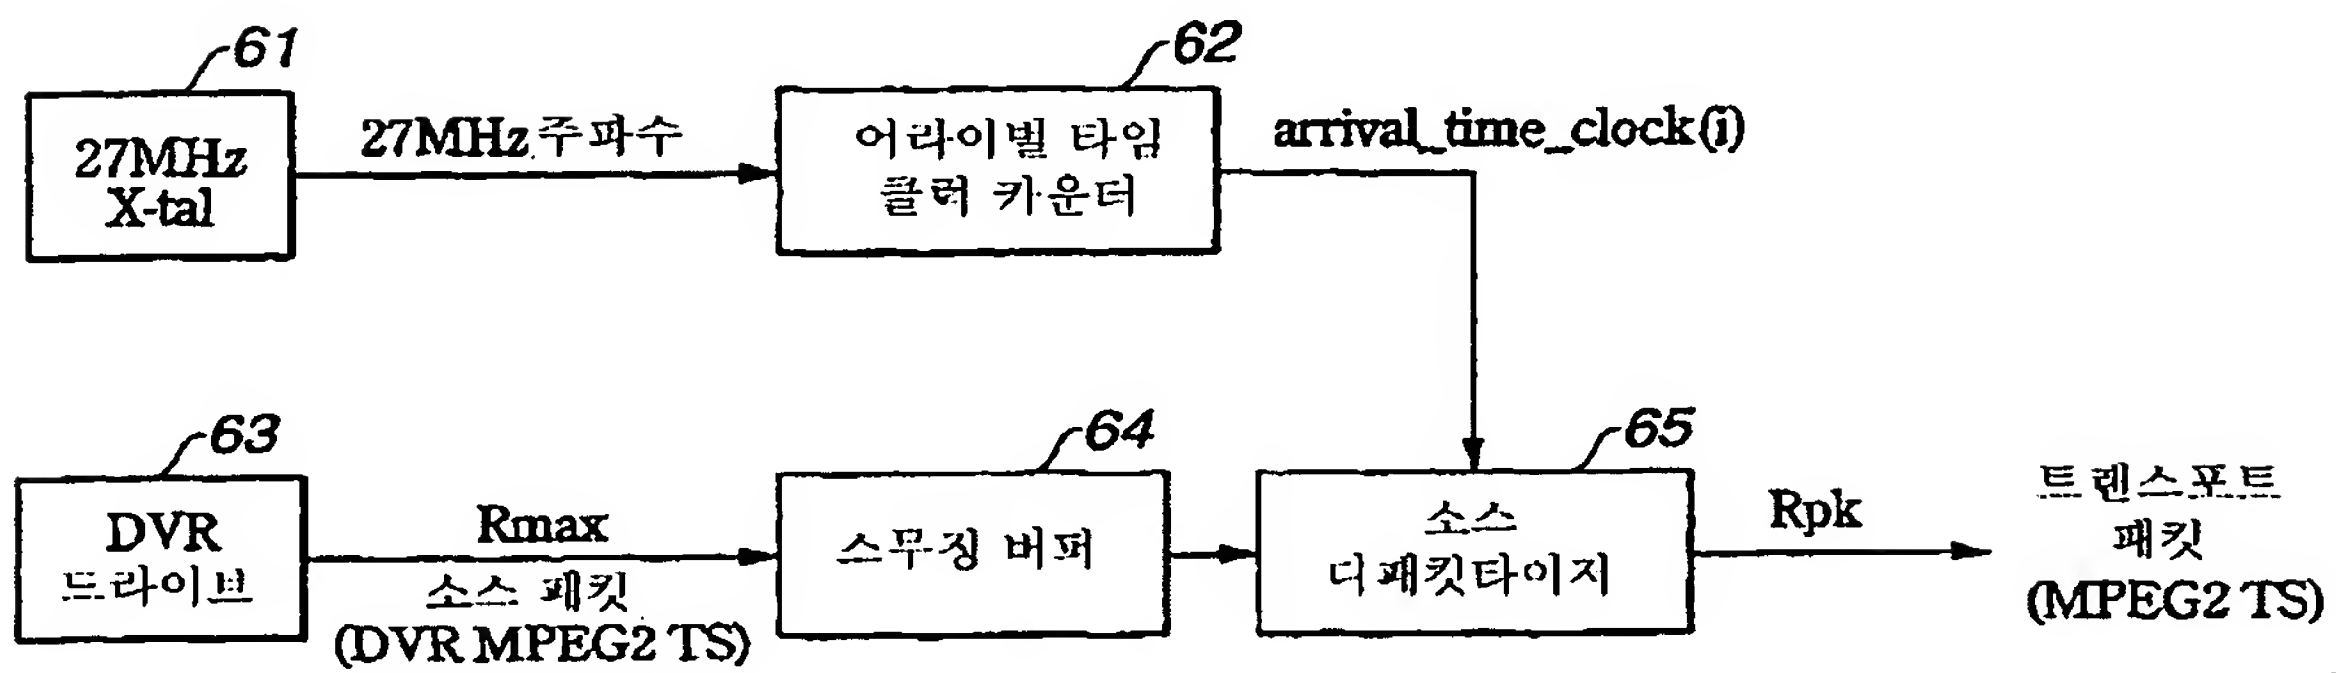 61
27MHz
X-tal
27MHz 주파수
62
어라이벌 타임
클럭 카운터
arrival_time_clock(i)
63
DVR
드라이브
Rmax
소스 패킷
(DVR MPEG2 TS)
64
스무징 버퍼
65
소스
디패킷타이저
Rpk
트랜스포트
패킷
(MPEG2 TS)